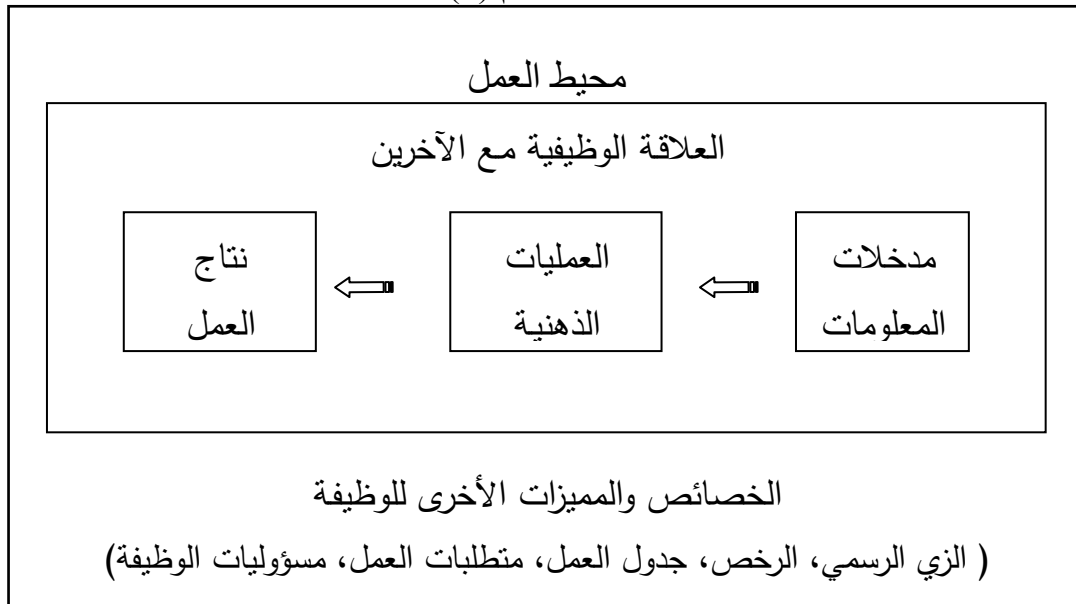 محيط العمل
العلاقة الوظيفية مع الآخرين
مدخلات
المعلومات
العمليات
الذهنية
نتاج
العمل
الخصائص والمميزات الأخرى للوظيفة
( الزي الرسمي، الرخص، جدول العمل، متطلبات العمل، مسؤوليات الوظيفة)